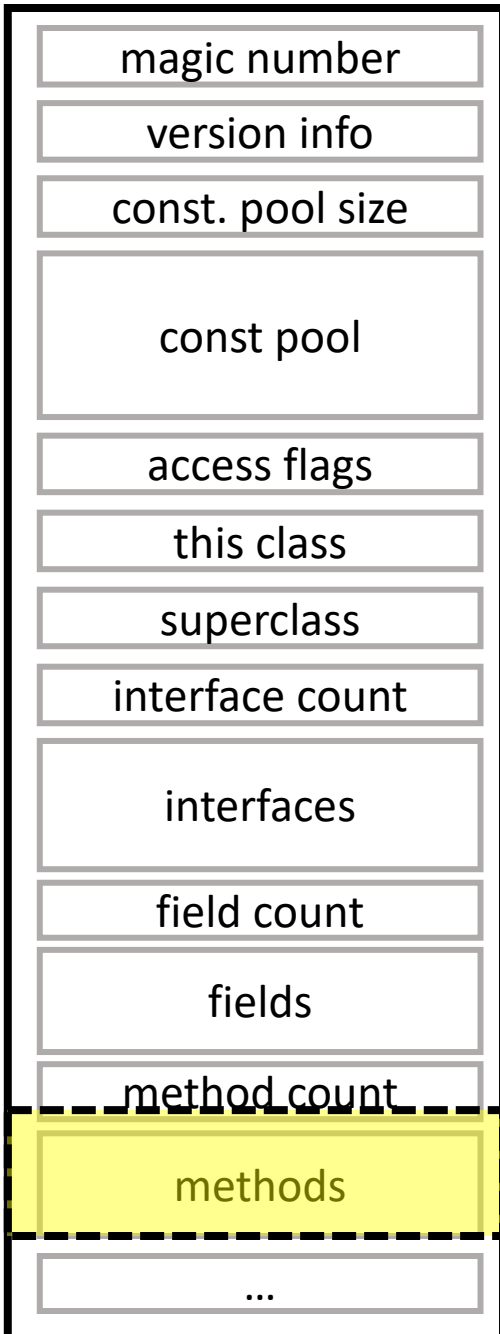 magic number
version info
const. pool size
const pool
access flags
this class
superclass
interface count
interfaces
field count
fields
method count
methods
...